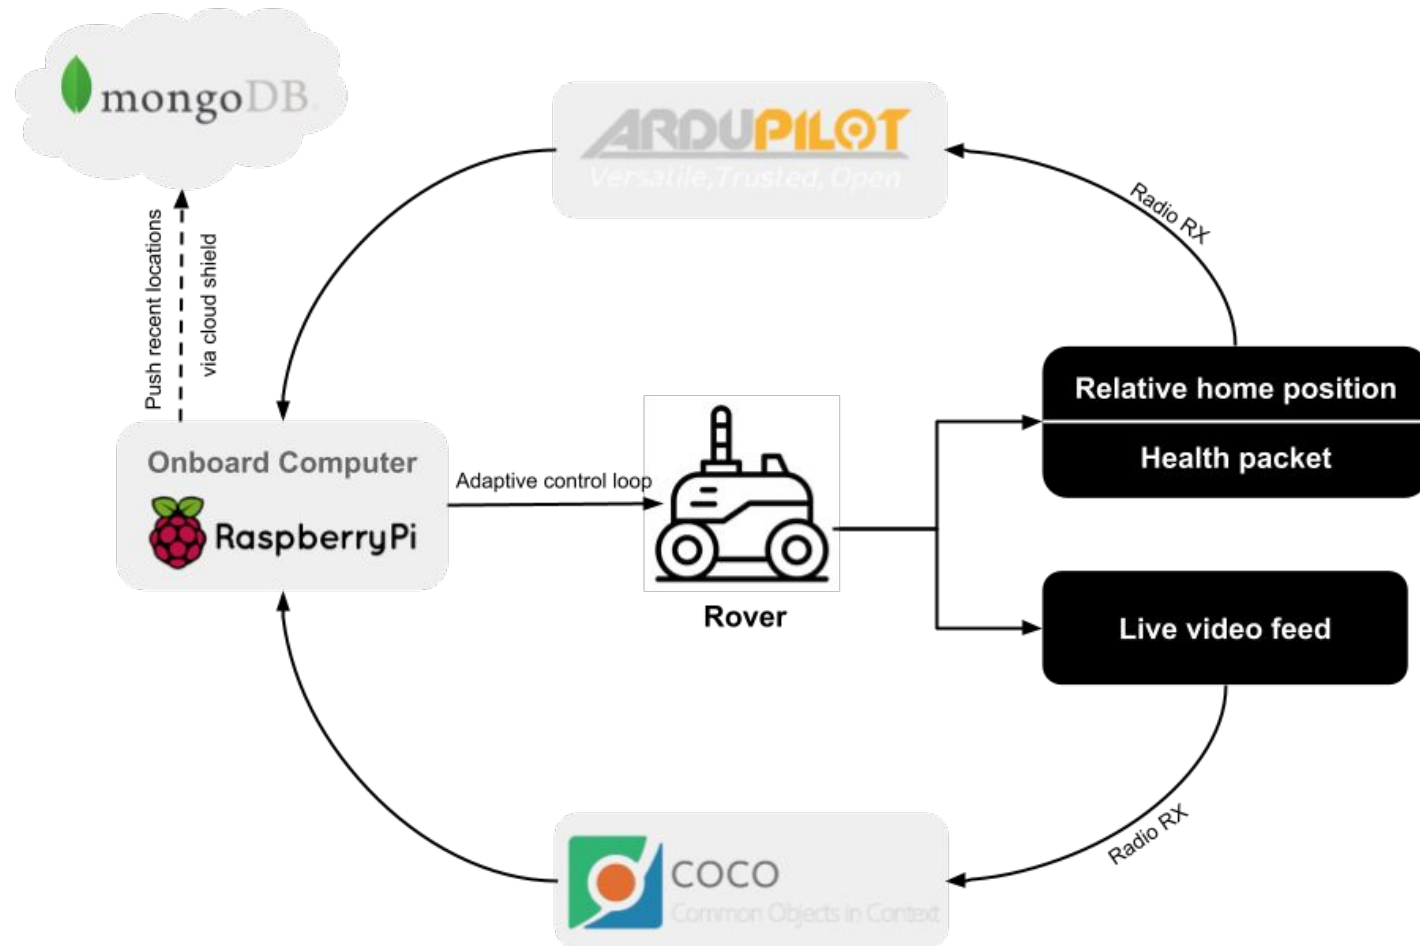 mongoDB.
ARDUPILOT
Versatile, Trusted, Open
Radio RX
Push recent locations
via cloud shield
Relative home position
Health packet
Onboard Computer
RaspberryPi
Adaptive control loop
Rover
Live video feed
Radio RX
COCO
Common Objects in Context